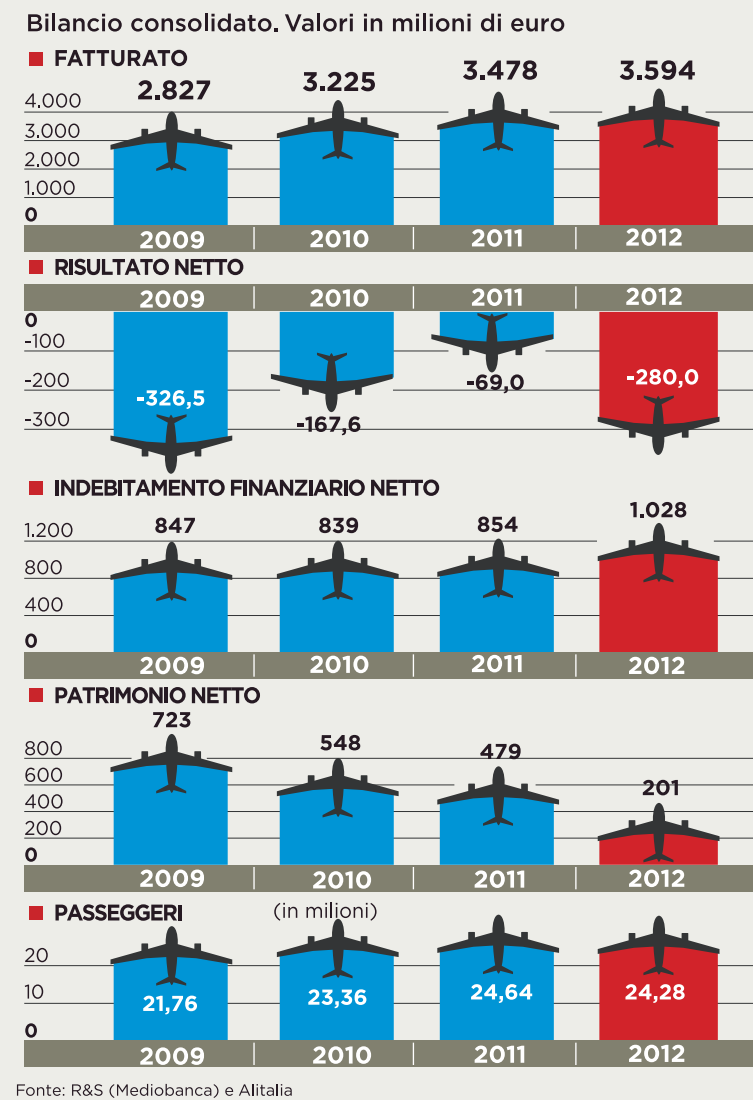 Bilancio consolidato. Valori in milioni di euro
FATTURATO
2.827 3.225 3.478 3.594
4.000
3.000
2.000
1.000
0
2009 2010 2011 2012
RISULTATO NETTO
2009 2010 2011 2012
0
-100
-200
-300
-326,5 -167,6 -69,0 -280,0
INDEBITAMENTO FINANZIARIO NETTO
847 839 854 1.028
1.200
800
400
0
2009 2010 2011 2012
PATRIMONIO NETTO
723 548 479 201
800
600
400
200
0
2009 2010 2011 2012
PASSEGGERI (in milioni)
20
10
0
21,76 23,36 24,64 24,28
2009 2010 2011 2012
Fonte: R&S (Mediobanca) e Alitalia